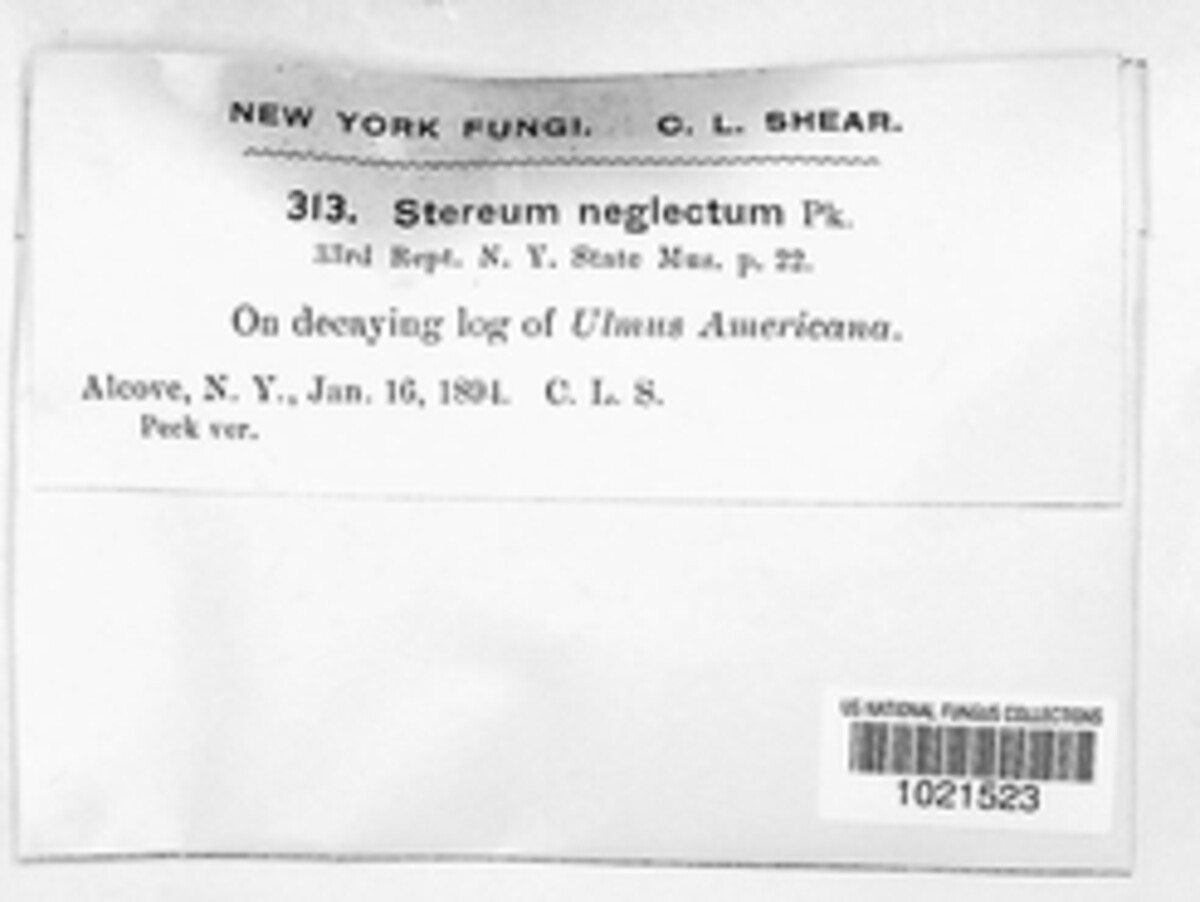 NEW YORK FUNGI. C. L. SHEAR.
313. Stereum neglectum Pk.
33rd Rept. N. Y. State Mus. p. 22.
On decaying log of Ulmus Americana.
Alcove, N. Y., Jan. 16, 1894. C. L. S.
Peck ver.
US NATIONAL FUNGUS COLLECTIONS
1021523